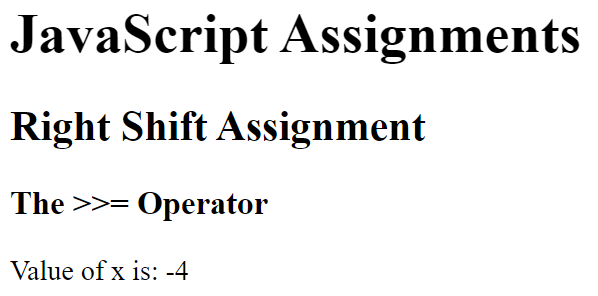 JavaScript Assignments
Right Shift Assignment
The >>= Operator
Value of x is: -4